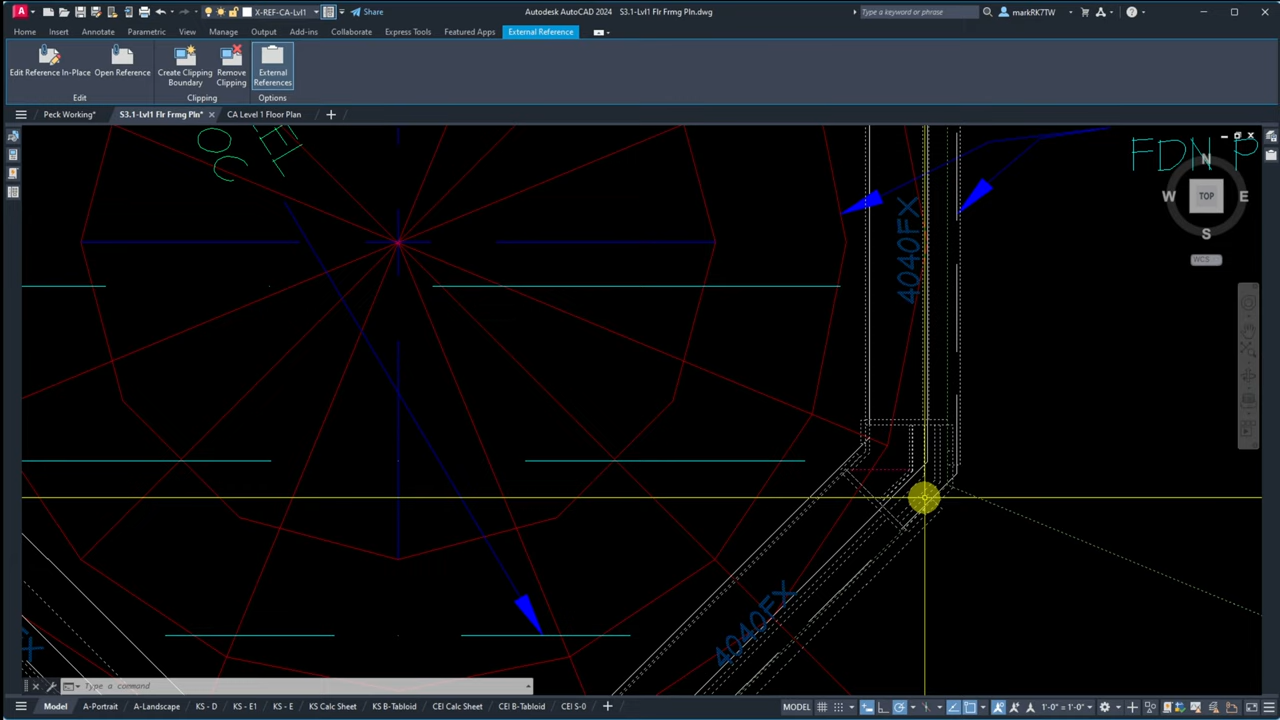 A X-REF-CA-Lvl1 Share Autodesk AutoCAD 2024 S3.1-Lvl1 Flr Frmg Pln.dwg Type a keyword or phrase markRK7TW
Home Insert Annotate Parametric View Manage Output Add-ins Collaborate Express Tools Featured Apps External Reference
Edit Reference In-Place Open Reference Create Clipping Boundary Remove Clipping External References
Edit Clipping Options
Peck Working* S3.1-Lvl1 Flr Frmg Pln* CA Level 1 Floor Plan
FDN P
N
W TOP E
S
WCS
4040FX
4040FX
Type a command
Model A-Portrait A-Landscape KS - D KS - E1 KS - E KS Calc Sheet KS B-Tabloid CEI Calc Sheet CEI B-Tabloid CEI S-0 MODEL 1'-0" = 1'-0"